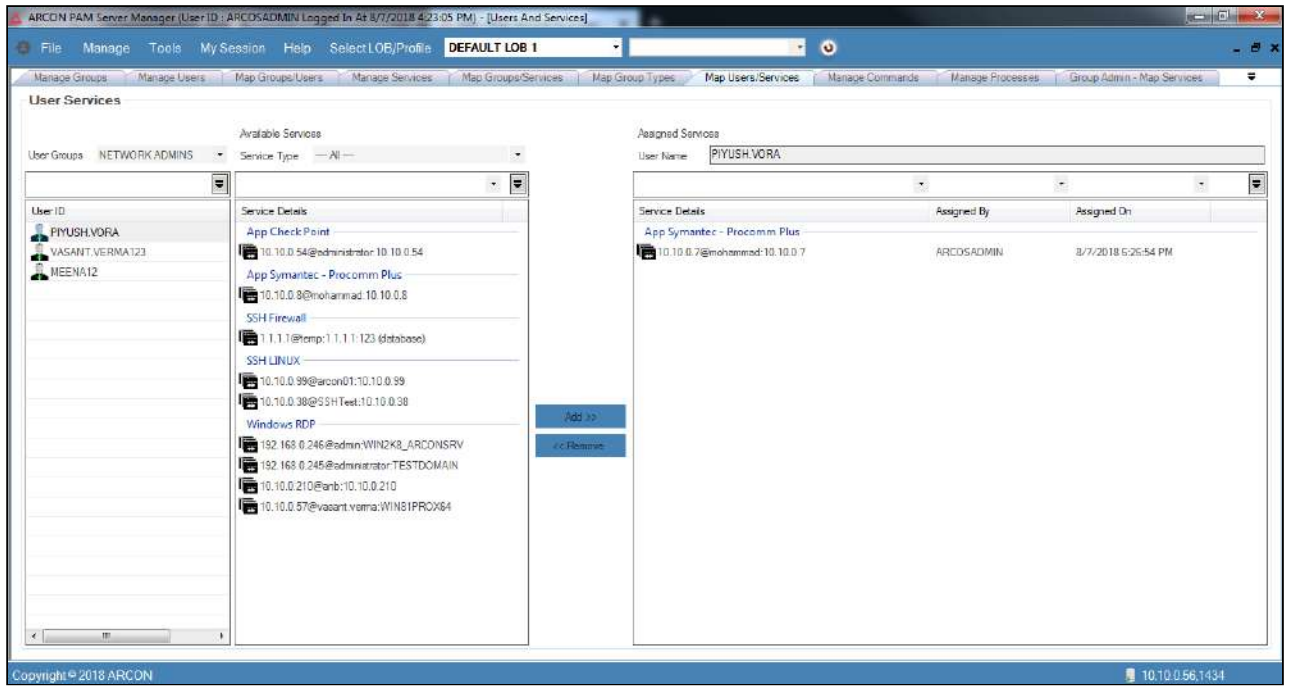 ARCON PAM Server Manager (User ID : ARCOSADMIN Logged In At 8/7/2018 4:23:05 PM) - [Users And Services]
File Manage Tools My Session Help Select LOB/Profile DEFAULT LOB 1
Manage Groups Manage Users Map Groups/Users Manage Services Map Groups/Services Map Group Types Map Users/Services Manage Commands Manage Processes Group Admin - Map Services
User Services
Available Services Assigned Services
User Groups NETWORK ADMINS Service Type --- All --- User Name PIYUSH.VORA
User ID Service Details Service Details Assigned By Assigned On
PIYUSH.VORA App Check Point App Symantec - Procomm Plus
VASANT.VERMA123 10.10.0.54@administrator:10.10.0.54 10.10.0.7@mohammad:10.10.0.7 ARCOSADMIN 8/7/2018 6:26:54 PM
MEENA12 App Symantec - Procomm Plus
10.10.0.8@mohammad:10.10.0.8
SSH Firewall
1.1.1.1@temp:1.1.1.1:123 (database)
SSH LINUX
10.10.0.99@arcon01:10.10.0.99
10.10.0.38@SSHTest:10.10.0.38
Add >>
Windows RDP
192.168.0.246@admin:WIN2K8_ARCONSRV << Remove
192.168.0.245@administrator:TESTDOMAIN
10.10.0.210@anb:10.10.0.210
10.10.0.57@vasant.verma:WIN81PROX64
Copyright © 2018 ARCON 10.10.0.56,1434